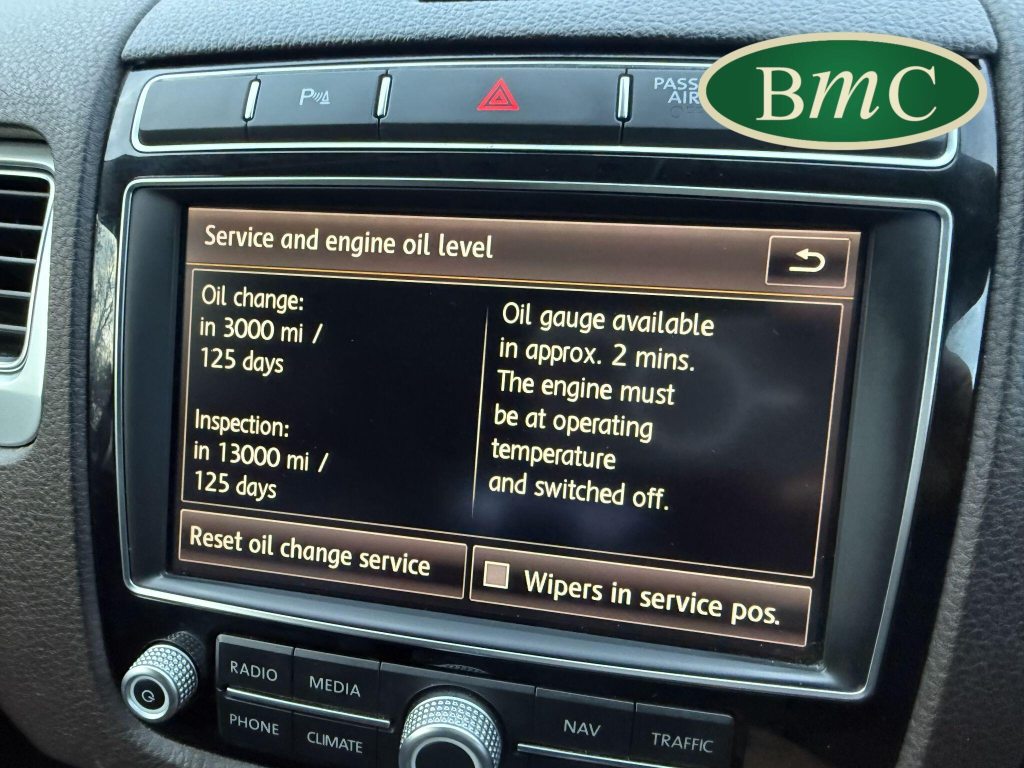 PASS
AIR
BmC
P
Service and engine oil level
Oil change:
in 3000 mi /
125 days
Inspection:
in 13000 mi /
125 days
Oil gauge available
in approx. 2 mins.
The engine must
be at operating
temperature
and switched off.
Reset oil change service
Wipers in service pos.
RADIO
MEDIA
PHONE
CLIMATE
NAV
TRAFFIC